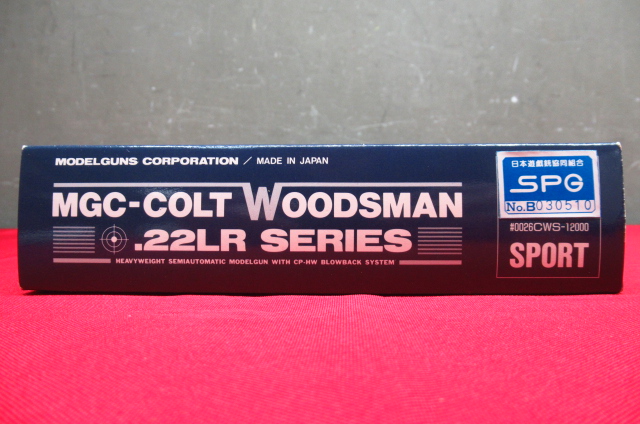 MODELGUNS CORPORATION / MADE IN JAPAN
MGC-COLT WOODSMAN
.22LR SERIES
HEAVYWEIGHT SEMIAUTOMATIC MODELGUN WITH CP-HW BLOWBACK SYSTEM
日本遊戯銃協同組合
SPG
No.B030510
#0026CWS-12000
SPORT